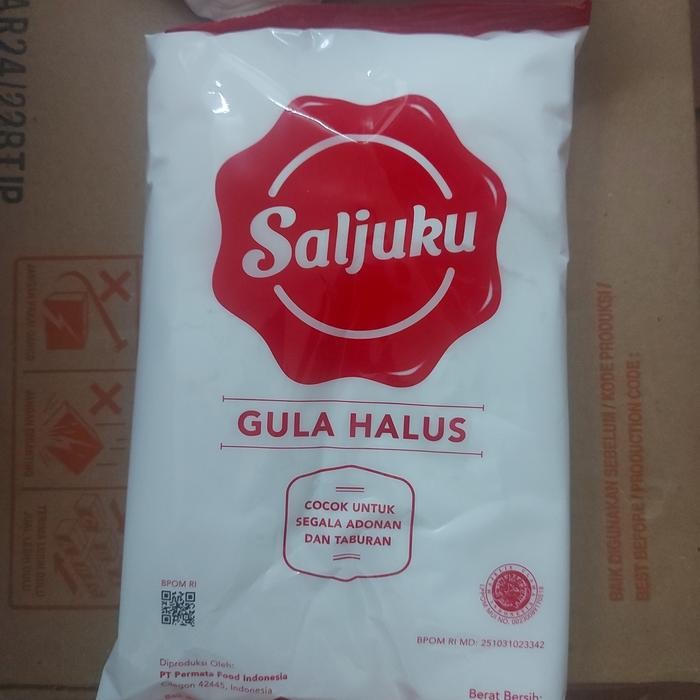 Saljuku
GULA HALUS
COCOK UNTUK
SEGALA ADONAN
DAN TABURAN
BPOM RI
BPOM RI MD: 251031023342
Diproduksi Oleh:
PT Permata Food Indonesia
Cilegon 42445, Indonesia
Berat Bersih:
BAIK DIGUNAKAN SEBELUM / KODE PRODUKSI /
BEST BEFORE / PRODUCTION CODE :